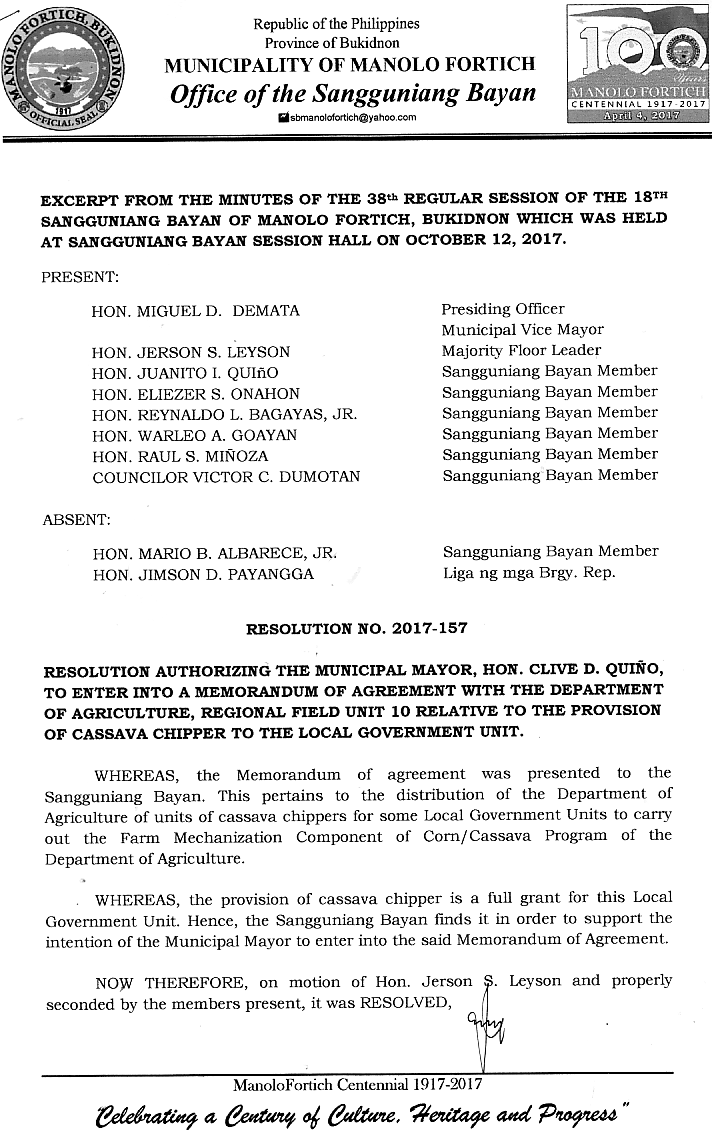 MANOLO FORTICH, BUKIDNON
1917
OFFICIAL SEAL
Republic of the Philippines
Province of Bukidnon
MUNICIPALITY OF MANOLO FORTICH
Office of the Sangguniang Bayan
sbmanolofortich@yahoo.com
100
Years
MANOLO FORTICH
CENTENNIAL 1917-2017
April 4, 2017
EXCERPT FROM THE MINUTES OF THE 38th REGULAR SESSION OF THE 18TH
SANGGUNIANG BAYAN OF MANOLO FORTICH, BUKIDNON WHICH WAS HELD
AT SANGGUNIANG BAYAN SESSION HALL ON OCTOBER 12, 2017.
PRESENT:
HON. MIGUEL D. DEMATA Presiding Officer
Municipal Vice Mayor
HON. JERSON S. LEYSON Majority Floor Leader
HON. JUANITO I. QUIñO Sangguniang Bayan Member
HON. ELIEZER S. ONAHON Sangguniang Bayan Member
HON. REYNALDO L. BAGAYAS, JR. Sangguniang Bayan Member
HON. WARLEO A. GOAYAN Sangguniang Bayan Member
HON. RAUL S. MIÑOZA Sangguniang Bayan Member
COUNCILOR VICTOR C. DUMOTAN Sangguniang Bayan Member
ABSENT:
HON. MARIO B. ALBARECE, JR. Sangguniang Bayan Member
HON. JIMSON D. PAYANGGA Liga ng mga Brgy. Rep.
RESOLUTION NO. 2017-157
RESOLUTION AUTHORIZING THE MUNICIPAL MAYOR, HON. CLIVE D. QUIÑO,
TO ENTER INTO A MEMORANDUM OF AGREEMENT WITH THE DEPARTMENT
OF AGRICULTURE, REGIONAL FIELD UNIT 10 RELATIVE TO THE PROVISION
OF CASSAVA CHIPPER TO THE LOCAL GOVERNMENT UNIT.
WHEREAS, the Memorandum of agreement was presented to the
Sangguniang Bayan. This pertains to the distribution of the Department of
Agriculture of units of cassava chippers for some Local Government Units to carry
out the Farm Mechanization Component of Corn/Cassava Program of the
Department of Agriculture.
WHEREAS, the provision of cassava chipper is a full grant for this Local
Government Unit. Hence, the Sangguniang Bayan finds it in order to support the
intention of the Municipal Mayor to enter into the said Memorandum of Agreement.
NOW THEREFORE, on motion of Hon. Jerson S. Leyson and properly
seconded by the members present, it was RESOLVED,
ManoloFortich Centennial 1917-2017
"Celebrating a Century of Culture, Heritage and Progress"